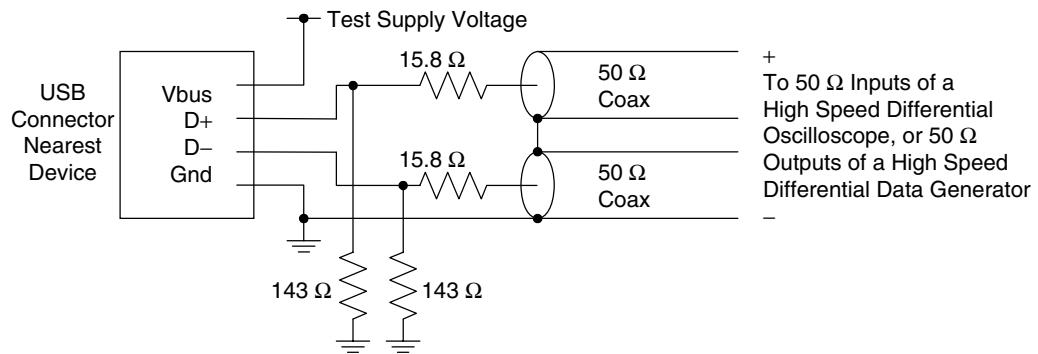 Test Supply Voltage
USB
Connector
Nearest
Device
Vbus
D+
D−
Gnd
15.8 Ω
15.8 Ω
50 Ω
Coax
50 Ω
Coax
+
To 50 Ω Inputs of a
High Speed Differential
Oscilloscope, or 50 Ω
Outputs of a High Speed
Differential Data Generator
−
143 Ω
143 Ω